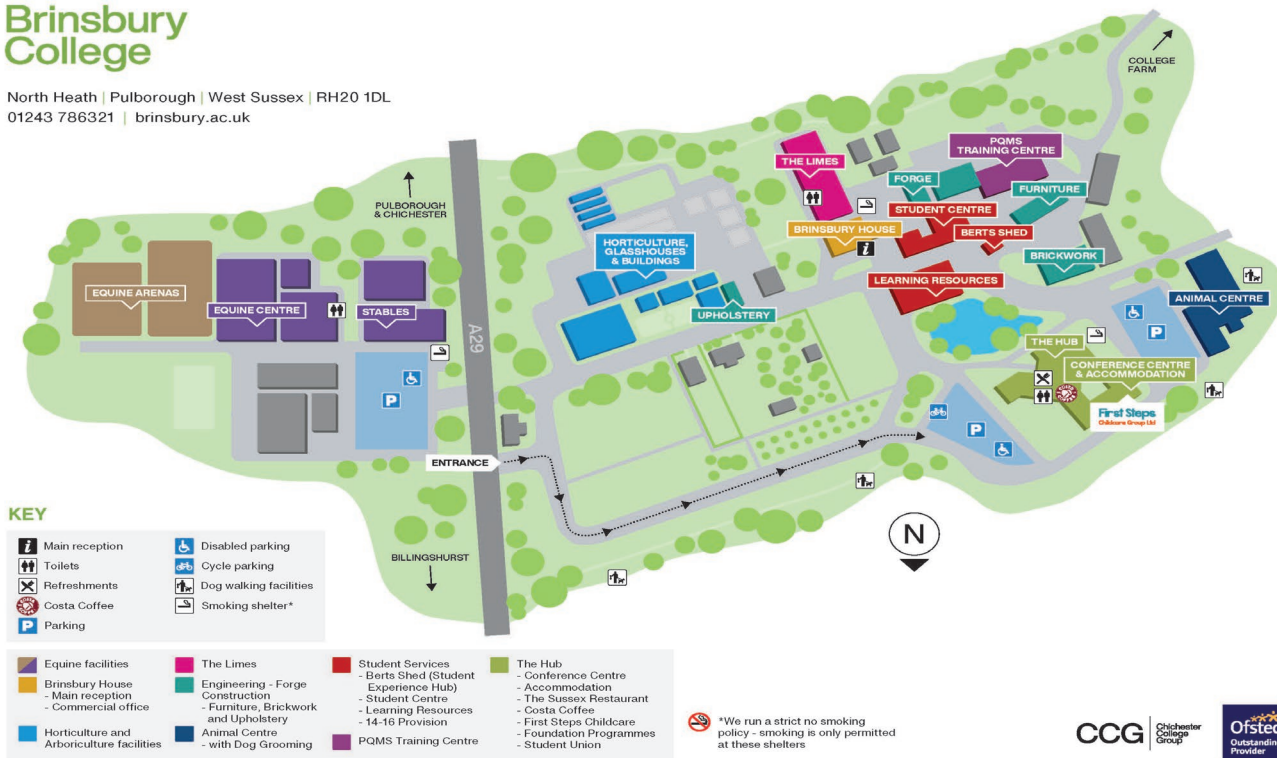 Brinsbury
College
North Heath | Pulborough | West Sussex | RH20 1DL
01243 786321 | brinsbury.ac.uk
COLLEGE
FARM
PQMS
TRAINING CENTRE
THE LIMES
FORGE
FURNITURE
PULBOROUGH
& CHICHESTER
STUDENT CENTRE
BRINSBURY HOUSE
BERTS SHED
i
HORTICULTURE,
GLASSHOUSES
& BUILDINGS
BRICKWORK
LEARNING RESOURCES
EQUINE ARENAS
EQUINE CENTRE
STABLES
UPHOLSTERY
ANIMAL CENTRE
A29
P
THE HUB
CONFERENCE CENTRE
& ACCOMMODATION
P
First Steps
Childcare Group Ltd
P
ENTRANCE
N
BILLINGSHURST
KEY
i Main reception
Toilets
Refreshments
Costa Coffee
P Parking
Disabled parking
Cycle parking
Dog walking facilities
Smoking shelter*
Equine facilities
Brinsbury House
- Main reception
- Commercial office
Horticulture and
Arboriculture facilities
The Limes
Engineering - Forge
Construction
- Furniture, Brickwork
and Upholstery
Animal Centre
- with Dog Grooming
Student Services
- Berts Shed (Student
Experience Hub)
- Student Centre
- Learning Resources
- 14-16 Provision
PQMS Training Centre
The Hub
- Conference Centre
- Accommodation
- The Sussex Restaurant
- Costa Coffee
- First Steps Childcare
- Foundation Programmes
- Student Union
*We run a strict no smoking
policy - smoking is only permitted
at these shelters
CCG
Chichester
College
Group
Ofsted
Outstanding
Provider